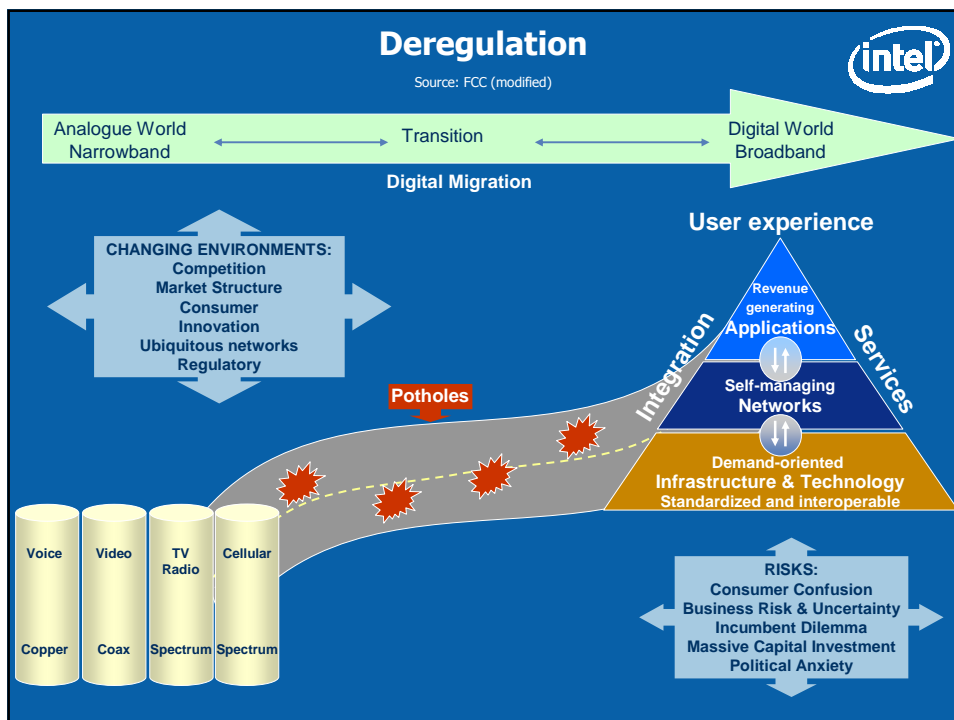 Deregulation
Source: FCC (modified)
intel
Analogue World
Narrowband
Transition
Digital World
Broadband
Digital Migration
CHANGING ENVIRONMENTS:
Competition
Market Structure
Consumer
Innovation
Ubiquitous networks
Regulatory
User experience
Integration
Services
Revenue
generating
Applications
Self-managing
Networks
Demand-oriented
Infrastructure & Technology
Standardized and interoperable
Potholes
Voice
Copper
Video
Coax
TV
Radio
Spectrum
Cellular
Spectrum
RISKS:
Consumer Confusion
Business Risk & Uncertainty
Incumbent Dilemma
Massive Capital Investment
Political Anxiety